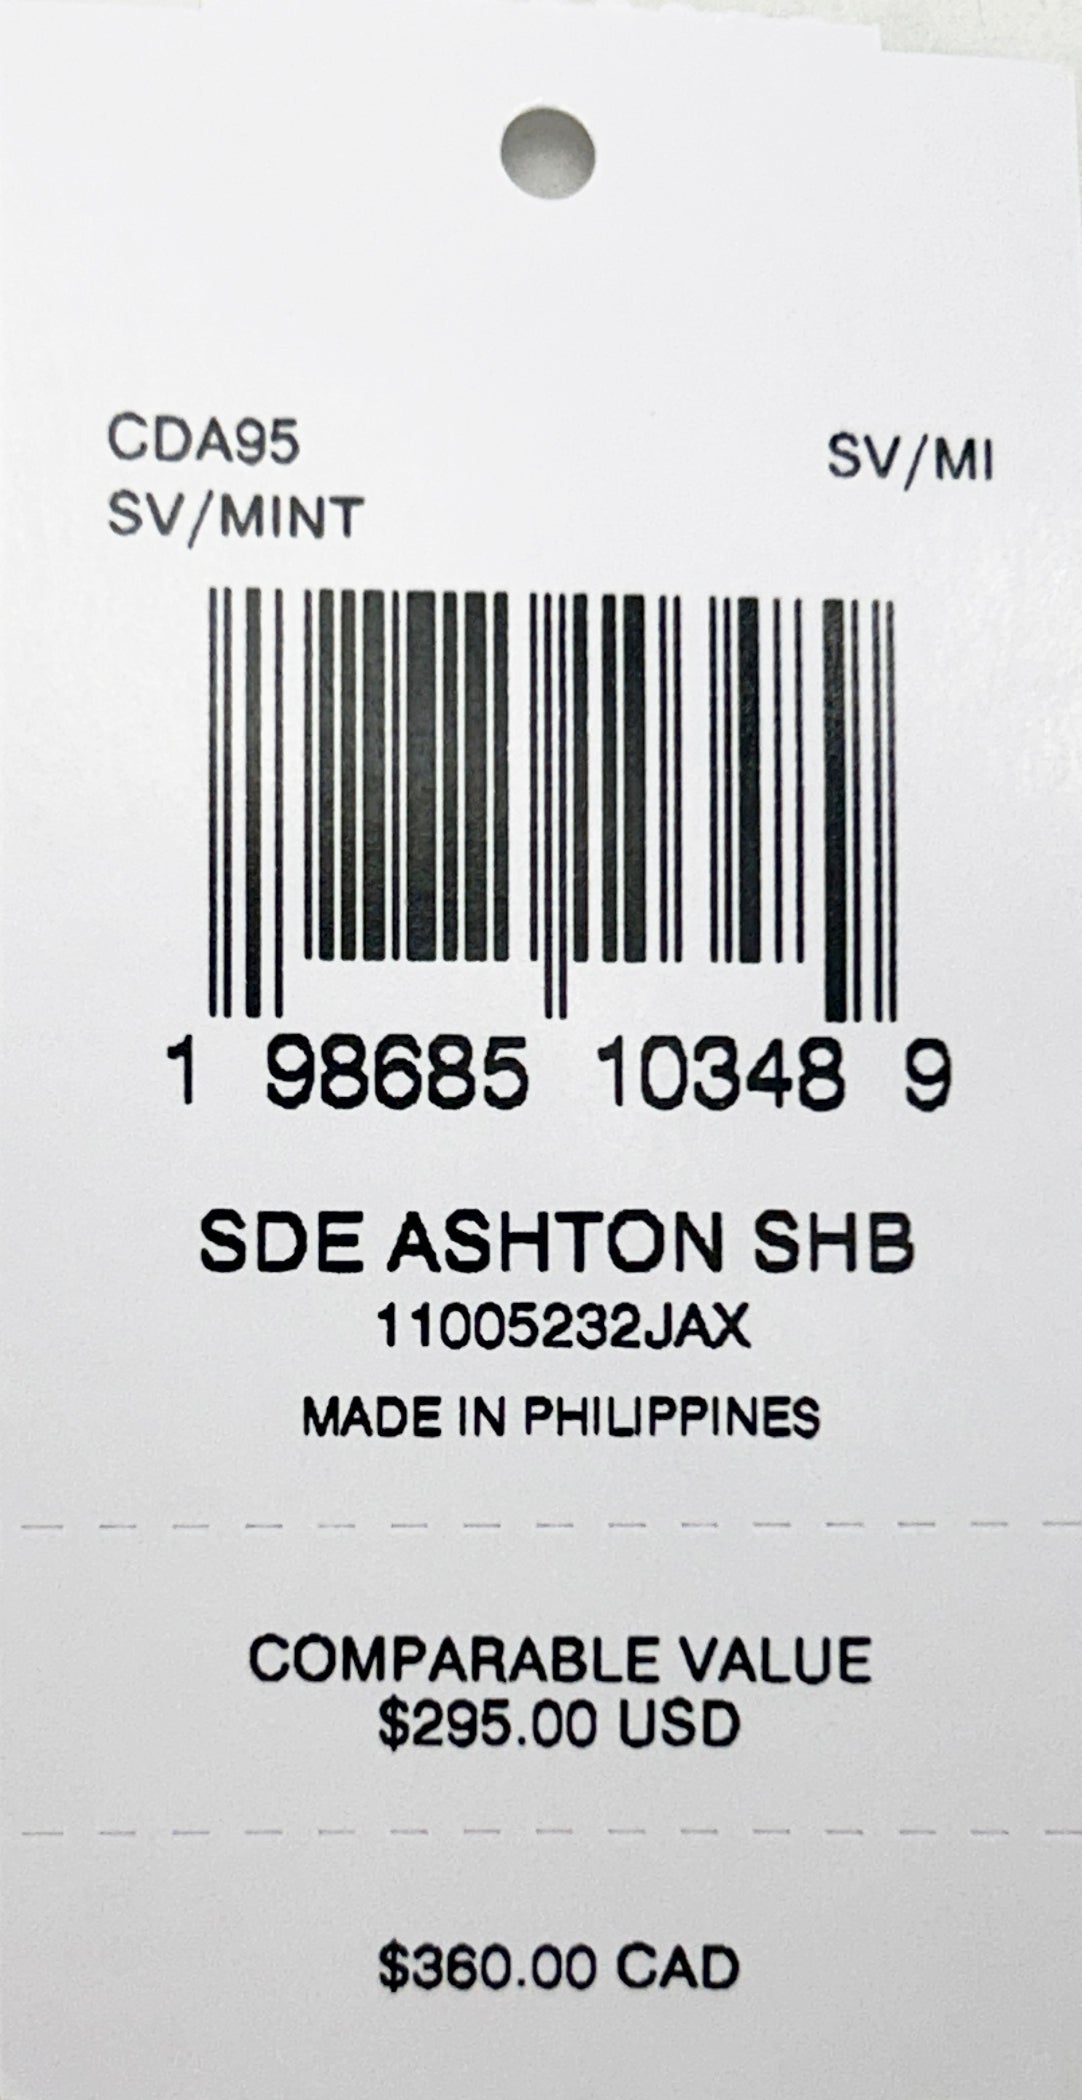 CDA95 SV/MI
SV/MINT
1 98685 10348 9
SDE ASHTON SHB
11005232JAX
MADE IN PHILIPPINES
COMPARABLE VALUE
$295.00 USD
$360.00 CAD